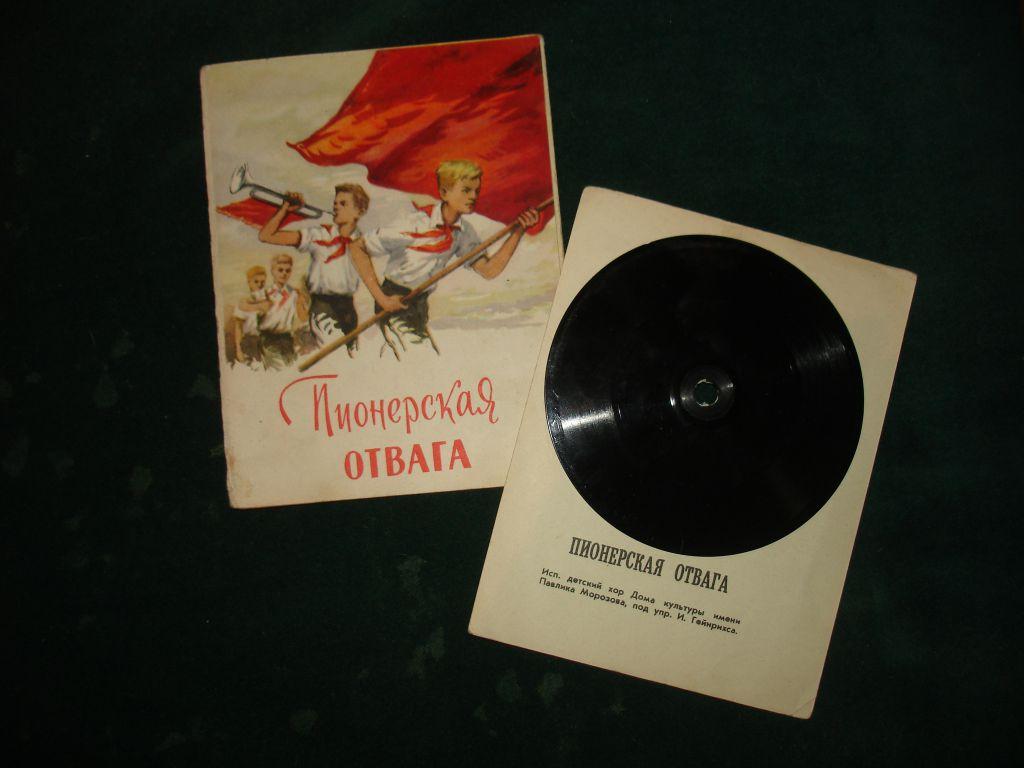 Пионерская
ОТВАГА
ПИОНЕРСКАЯ ОТВАГА
Исп. детский хор Дома культуры имени
Павлика Морозова, под упр. И. Гейнрихса.